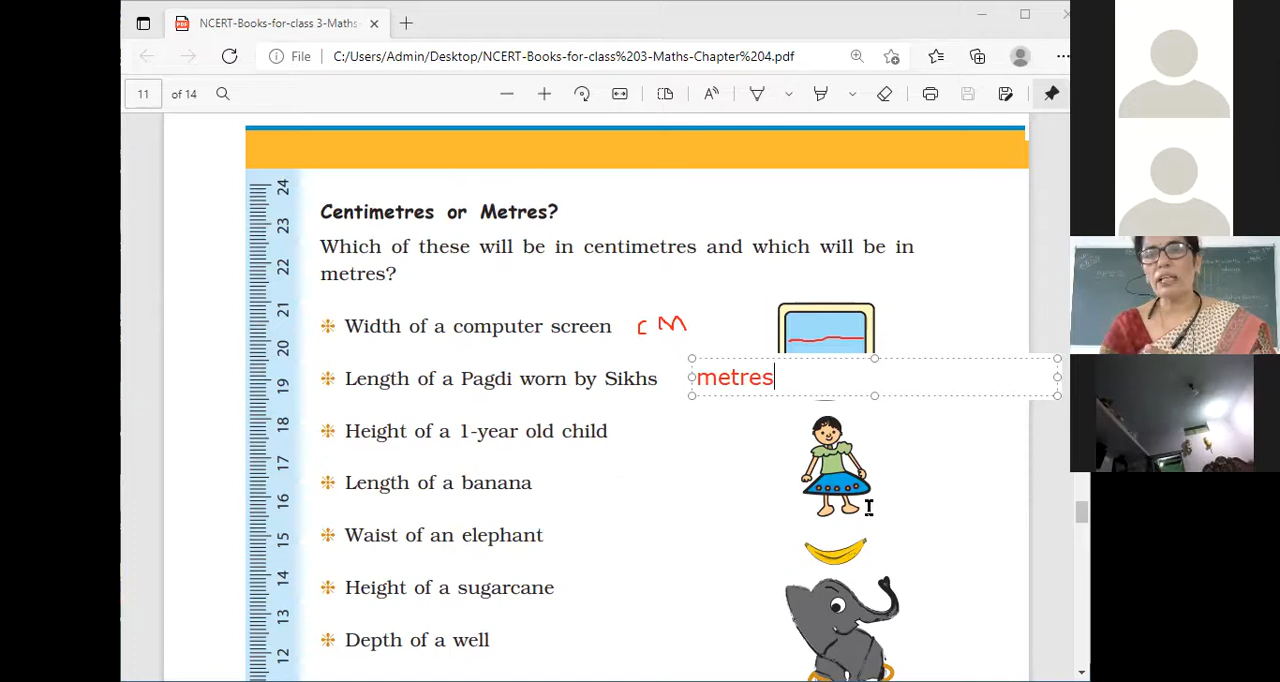 NCERT-Books-for-class 3-Maths-
File C:/Users/Admin/Desktop/NCERT-Books-for-class%203-Maths-Chapter%204.pdf
11 of 14
24
23
22
21
20
19
18
17
16
15
14
13
12
Centimetres or Metres?
Which of these will be in centimetres and which will be in
metres?
Width of a computer screen cM
Length of a Pagdi worn by Sikhs metres
Height of a 1-year old child
Length of a banana
Waist of an elephant
Height of a sugarcane
Depth of a well